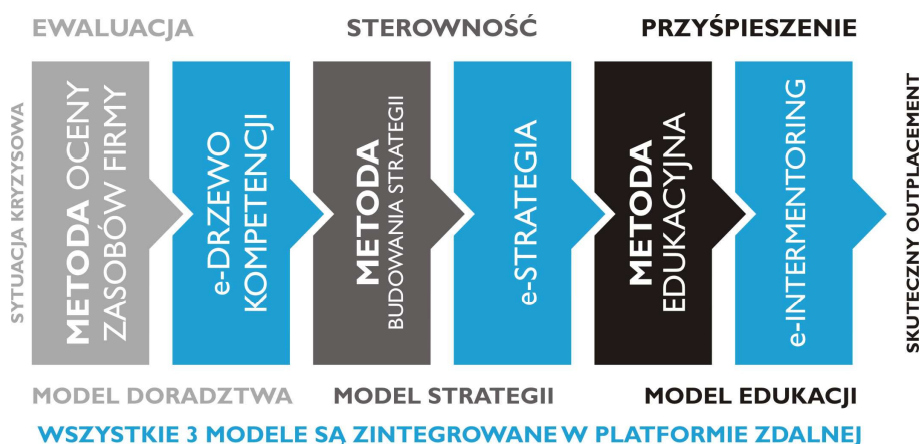 EWALUACJA
STEROWNOŚĆ
PRZYŚPIESZENIE
SYTUACJA KRYZYSOWA
METODA OCENY
ZASOBÓW FIRMY
e-DRZEWO
KOMPETENCJI
METODA
BUDOWANIA STRATEGII
e-STRATEGIA
METODA
EDUKACYJNA
e-INTERMENTORING
SKUTECZNY OUTPLACEMENT
MODEL DORADZTWA
MODEL STRATEGII
MODEL EDUKACJI
WSZYSTKIE 3 MODELE SĄ ZINTEGROWANE W PLATFORMIE ZDALNEJ